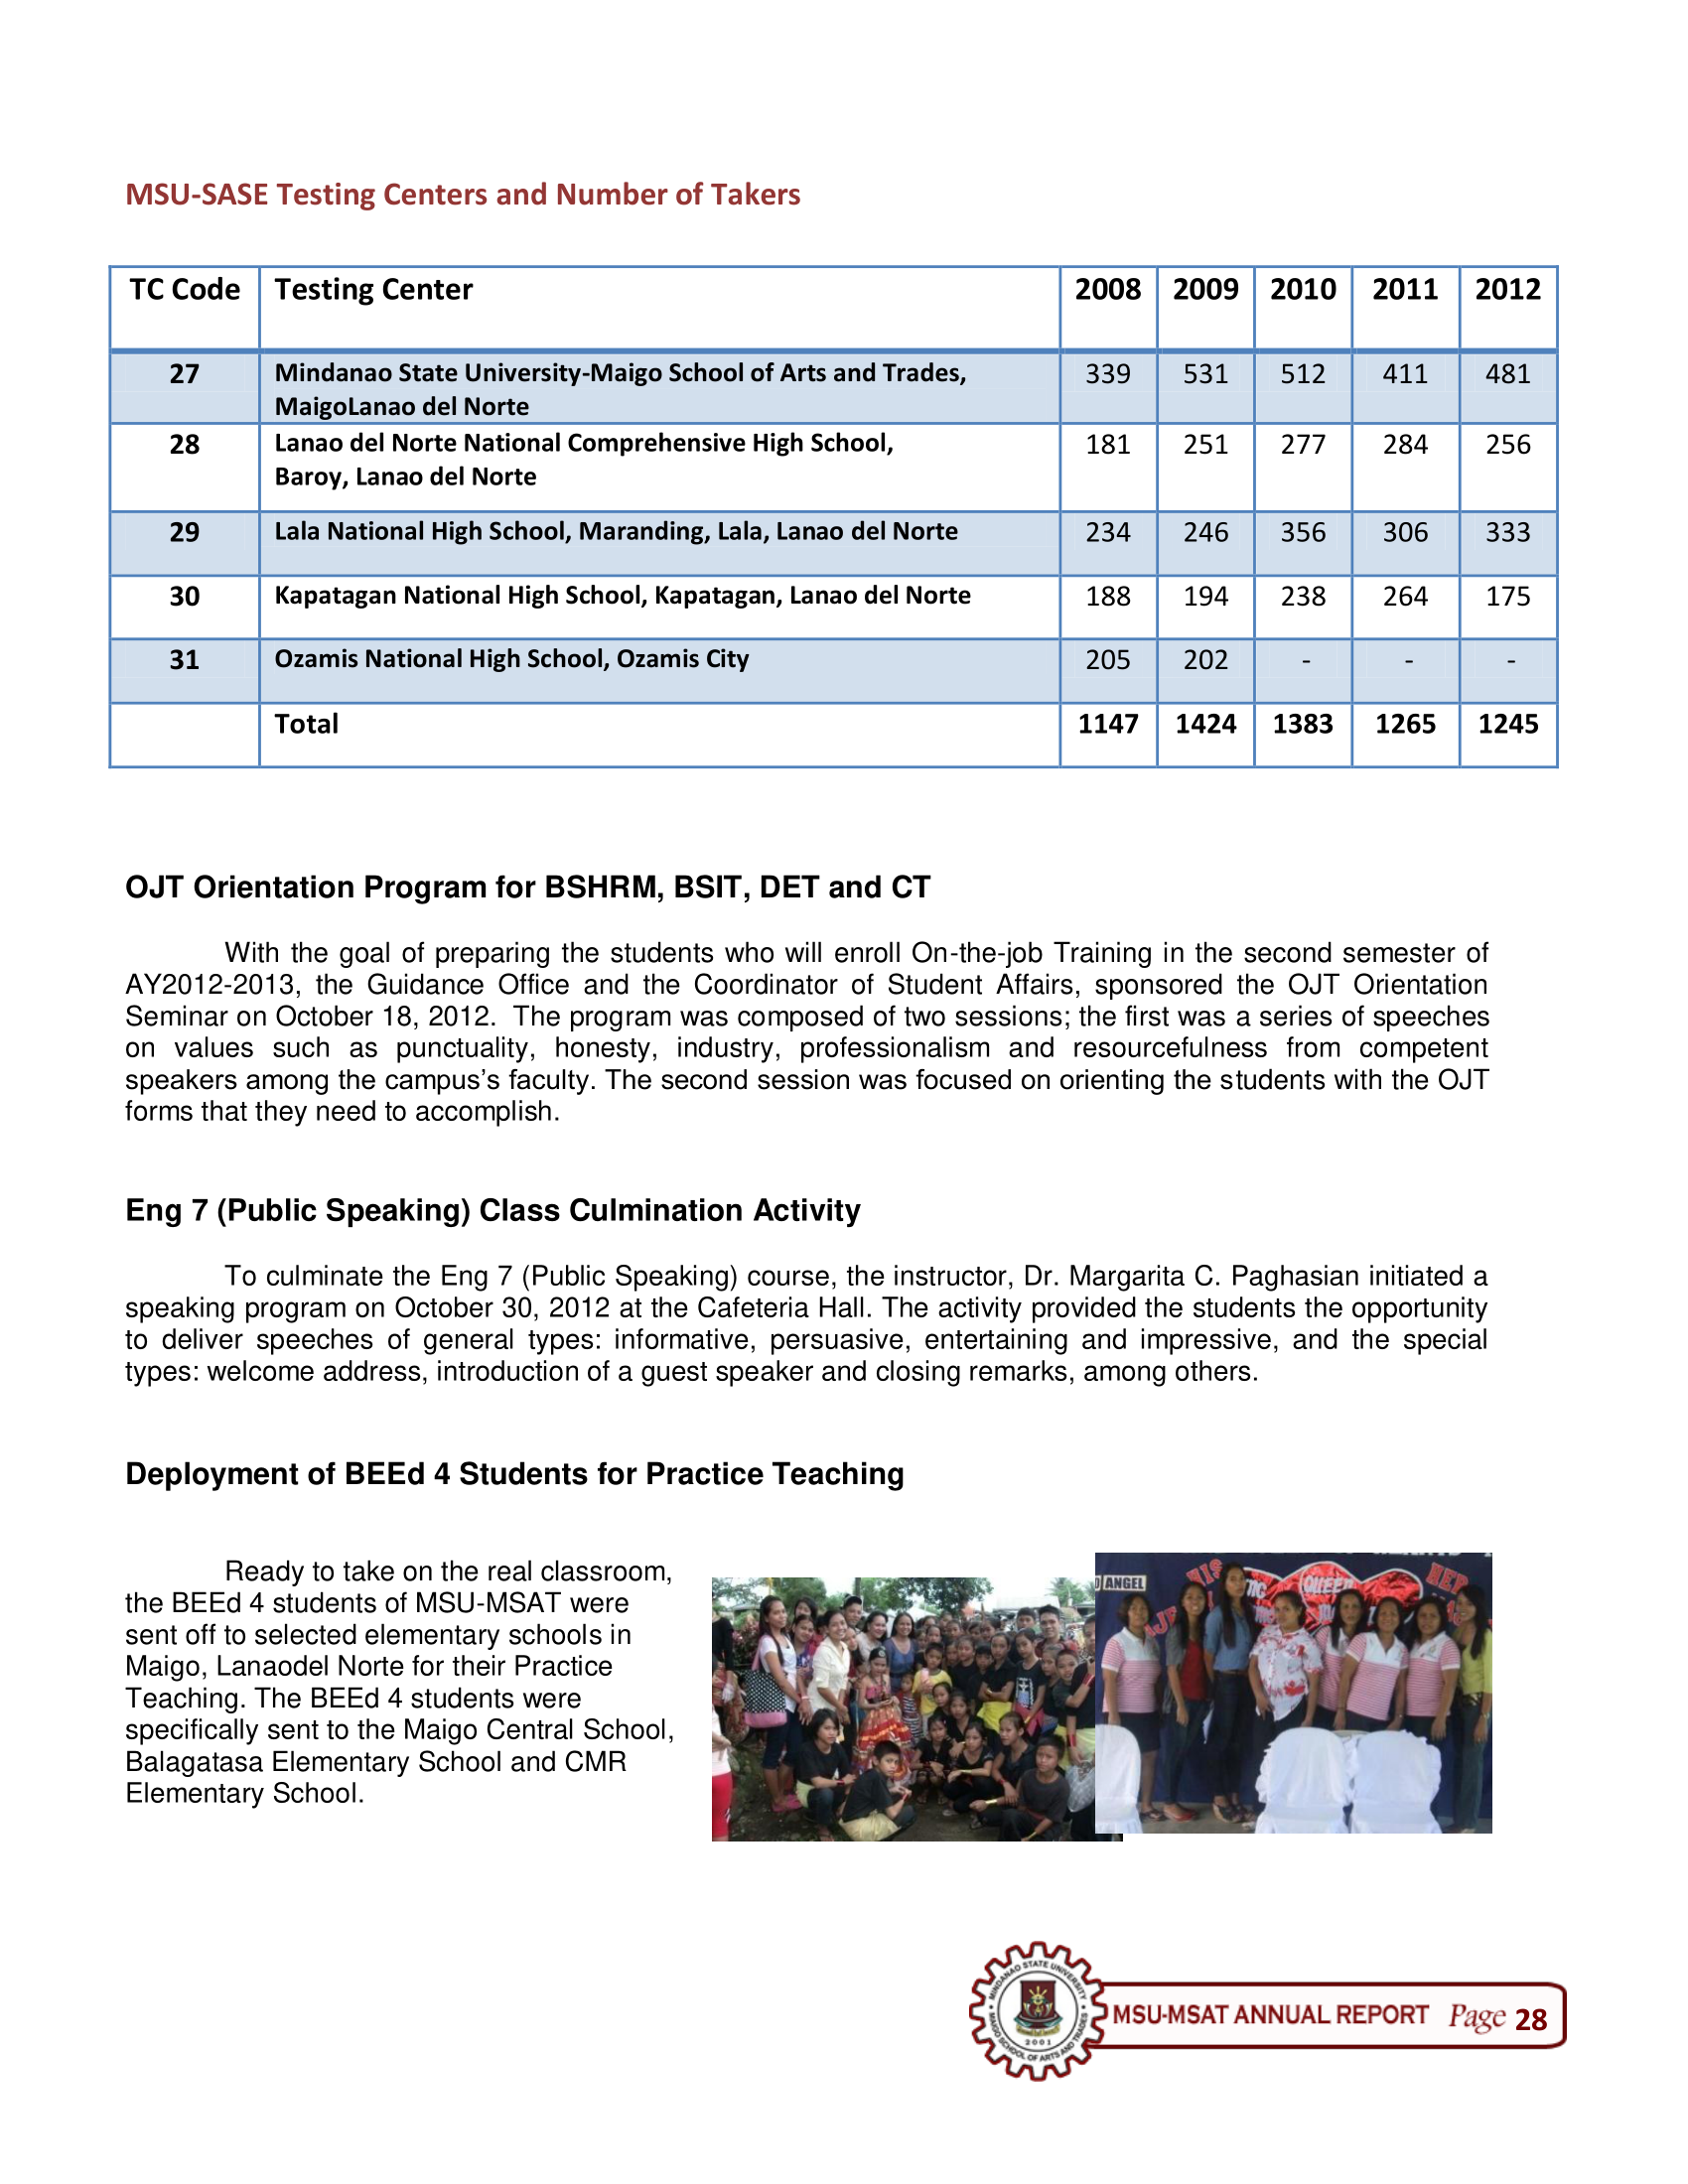 MSU-SASE Testing Centers and Number of Takers
TC Code Testing Center 2008 2009 2010 2011 2012
27 Mindanao State University-Maigo School of Arts and Trades, 339 531 512 411 481
MaigoLanao del Norte
28 Lanao del Norte National Comprehensive High School, 181 251 277 284 256
Baroy, Lanao del Norte
29 Lala National High School, Maranding, Lala, Lanao del Norte 234 246 356 306 333
30 Kapatagan National High School, Kapatagan, Lanao del Norte 188 194 238 264 175
31 Ozamis National High School, Ozamis City 205 202 - - -
Total 1147 1424 1383 1265 1245
OJT Orientation Program for BSHRM, BSIT, DET and CT
With the goal of preparing the students who will enroll On-the-job Training in the second semester of
AY2012-2013, the Guidance Office and the Coordinator of Student Affairs, sponsored the OJT Orientation
Seminar on October 18, 2012. The program was composed of two sessions; the first was a series of speeches
on values such as punctuality, honesty, industry, professionalism and resourcefulness from competent
speakers among the campus’s faculty. The second session was focused on orienting the students with the OJT
forms that they need to accomplish.
Eng 7 (Public Speaking) Class Culmination Activity
To culminate the Eng 7 (Public Speaking) course, the instructor, Dr. Margarita C. Paghasian initiated a
speaking program on October 30, 2012 at the Cafeteria Hall. The activity provided the students the opportunity
to deliver speeches of general types: informative, persuasive, entertaining and impressive, and the special
types: welcome address, introduction of a guest speaker and closing remarks, among others.
Deployment of BEEd 4 Students for Practice Teaching
Ready to take on the real classroom,
the BEEd 4 students of MSU-MSAT were
sent off to selected elementary schools in
Maigo, Lanaodel Norte for their Practice
Teaching. The BEEd 4 students were
specifically sent to the Maigo Central School,
Balagatasa Elementary School and CMR
Elementary School.
ANGEL
HIS
QUEEN
HER
MINDANAO STATE UNIVERSITY
MAIGO SCHOOL OF ARTS AND TRADES
2001
MSU-MSAT ANNUAL REPORT Page 28